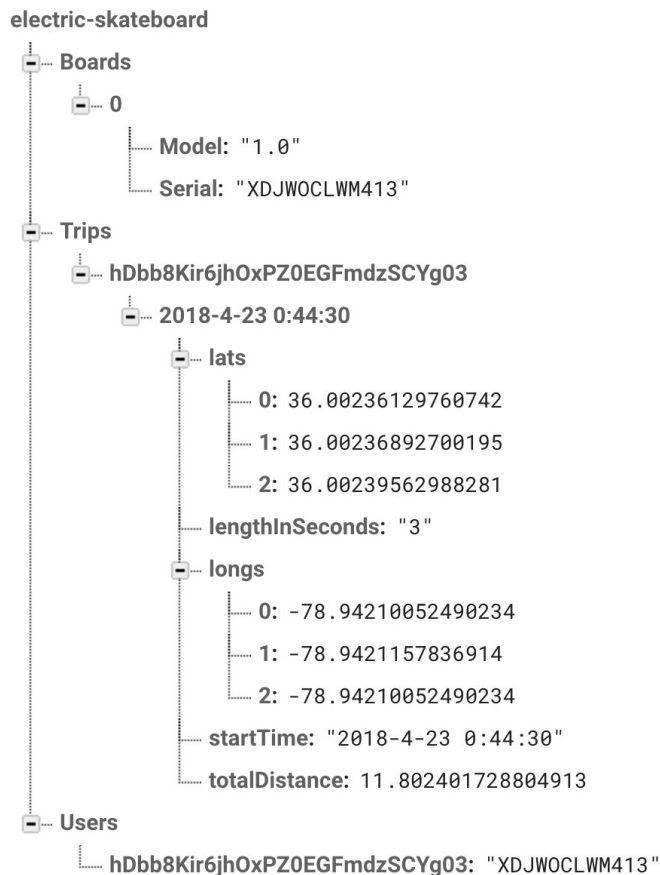 electric-skateboard
Boards
0
Model: "1.0"
Serial: "XDJWOCLWM413"
Trips
hDbb8Kir6jhOxPZ0EGFmdzSCYg03
2018-4-23 0:44:30
lats
0: 36.00236129760742
1: 36.00236892700195
2: 36.00239562988281
lengthInSeconds: "3"
longs
0: -78.94210052490234
1: -78.9421157836914
2: -78.94210052490234
startTime: "2018-4-23 0:44:30"
totalDistance: 11.802401728804913
Users
hDbb8Kir6jhOxPZ0EGFmdzSCYg03: "XDJWOCLWM413"